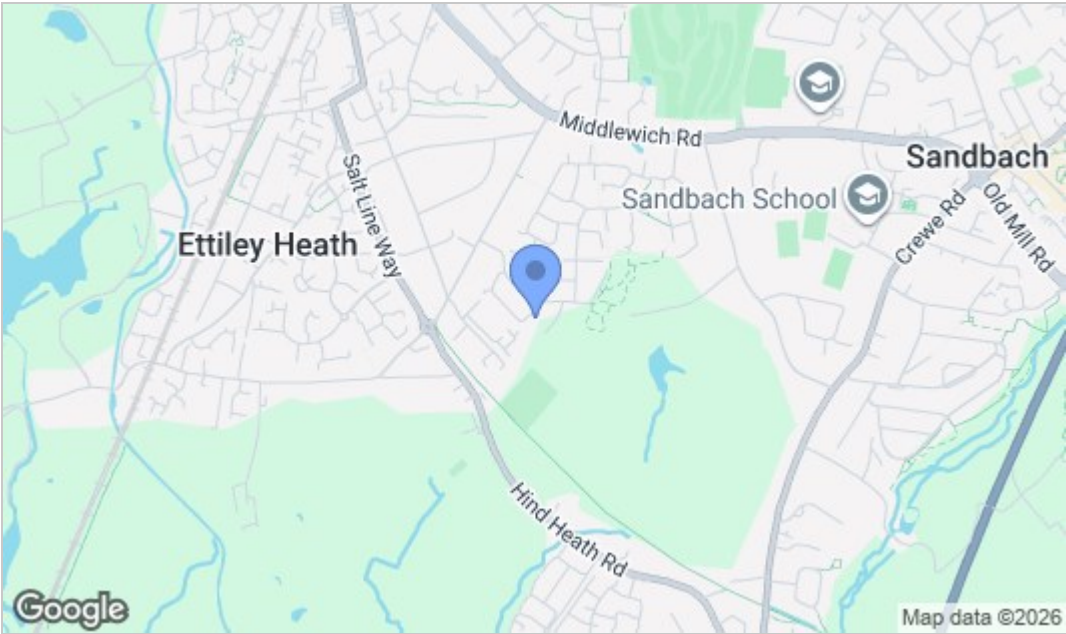 Middlewich Rd
Sandbach
Salt Line Way
Sandbach School
Old Mill Rd
Crewe Rd
Ettiley Heath
Hind Heath Rd
Google
Map data ©2026